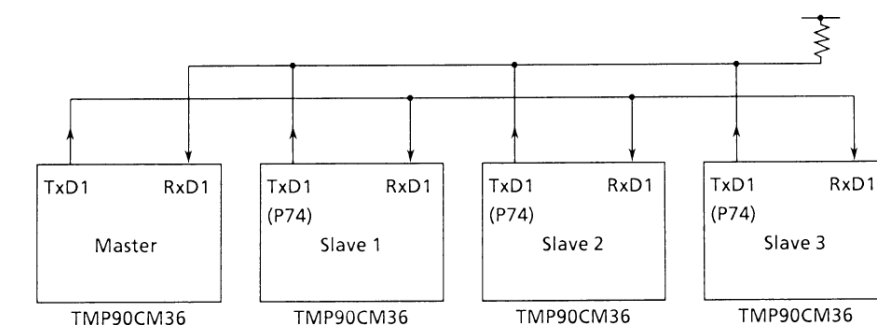 TxD1 RxD1 TxD1 RxD1 TxD1 RxD1 TxD1 RxD1
(P74) (P74) (P74)
Master Slave 1 Slave 2 Slave 3
TMP90CM36 TMP90CM36 TMP90CM36 TMP90CM36